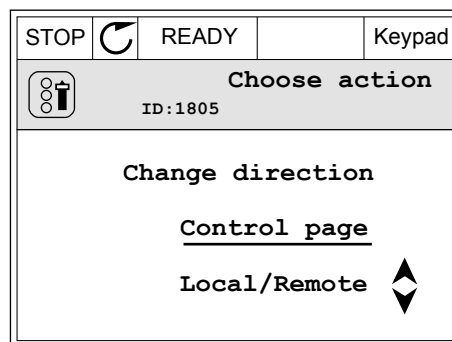 STOP READY Keypad
Choose action
ID:1805
Change direction
Control page
Local/Remote